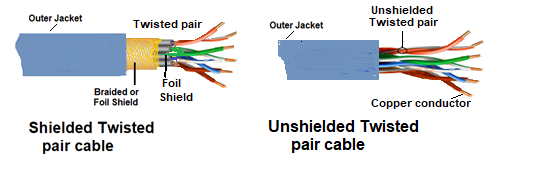 Outer Jacket
Twisted pair
Braided or
Foil Shield
Foil
Shield
Shielded Twisted
pair cable
Unshielded
Twisted pair
Outer Jacket
Copper conductor
Unshielded Twisted
pair cable